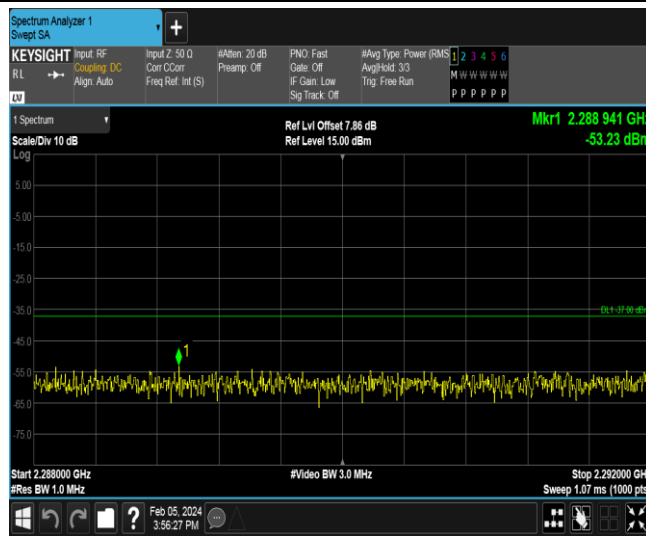 Spectrum Analyzer 1
Swept SA
+
KEYSIGHT
RL
LXI
Input: RF
Coupling: DC
Align: Auto
Input Z: 50 Ω
Corr CCorr
Freq Ref: Int (S)
#Atten: 20 dB
Preamp: Off
PNO: Fast
Gate: Off
IF Gain: Low
Sig Track: Off
#Avg Type: Power (RMS
Avg|Hold: 3/3
Trig: Free Run
1 2 3 4 5 6
M W W W W W
P P P P P P
1 Spectrum
Scale/Div 10 dB
Log
Ref Lvl Offset 7.86 dB
Ref Level 15.00 dBm
Mkr1 2.288 941 GHz
-53.23 dBm
5.00
-5.00
-15.0
-25.0
-35.0
DL1 -37.00 dBm
-45.0
1
-55.0
-65.0
-75.0
Start 2.288000 GHz
#Res BW 1.0 MHz
#Video BW 3.0 MHz
Stop 2.292000 GHz
Sweep 1.07 ms (1000 pts)
?
Feb 05, 2024
3:56:27 PM